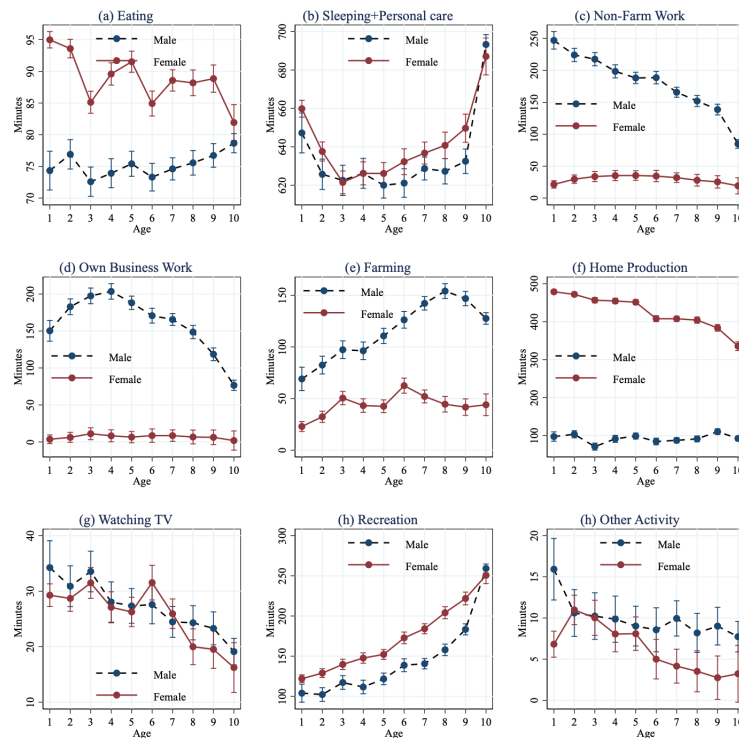 (a) Eating
Minutes
95
90
85
80
75
70
Male
Female
1 2 3 4 5 6 7 8 9 10
Age
(b) Sleeping+Personal care
Minutes
700
680
660
640
620
Male
Female
1 2 3 4 5 6 7 8 9 10
Age
(c) Non-Farm Work
Minutes
250
200
150
100
50
0
Male
Female
1 2 3 4 5 6 7 8 9 10
Age
(d) Own Business Work
Minutes
200
150
100
50
0
Male
Female
1 2 3 4 5 6 7 8 9 10
Age
(e) Farming
Minutes
150
100
50
0
Male
Female
1 2 3 4 5 6 7 8 9 10
Age
(f) Home Production
Minutes
500
400
300
200
100
Male
Female
1 2 3 4 5 6 7 8 9 10
Age
(g) Watching TV
Minutes
40
30
20
10
Male
Female
1 2 3 4 5 6 7 8 9 10
Age
(h) Recreation
Minutes
300
250
200
150
100
Male
Female
1 2 3 4 5 6 7 8 9 10
Age
(h) Other Activity
Minutes
20
15
10
5
0
Male
Female
1 2 3 4 5 6 7 8 9 10
Age